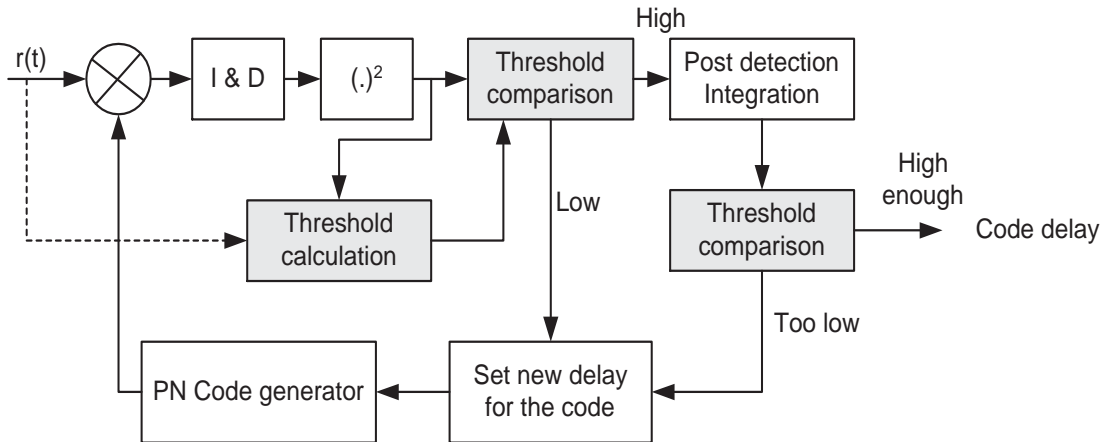 High
r(t)
I & D
(.)²
Threshold
comparison
Post detection
Integration
Low
High
enough
Threshold
calculation
Threshold
comparison
Code delay
Too low
PN Code generator
Set new delay
for the code